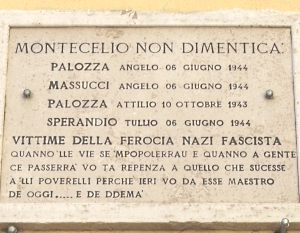 MONTECELIO NON DIMENTICA:
PALOZZA ANGELO 06 GIUGNO 1944
MASSUCCI ANGELO 06 GIUGNO 1944
PALOZZA ATTILIO 10 OTTOBRE 1943
SPERANDIO TULLIO 06 GIUGNO 1944
VITTIME DELLA FEROCIA NAZI FASCISTA
QUANNO 'LLE VIE SE 'MPOPOLERRAU E QUANNO A GENTE
CE PASSERRA' VO TA REPENZA A QUELLO CHE SUCESSE
A 'LI POVERELLI PERCHE IERI VO DA ESSE MAESTRO
DE OGGI..... E DE DDEMA'